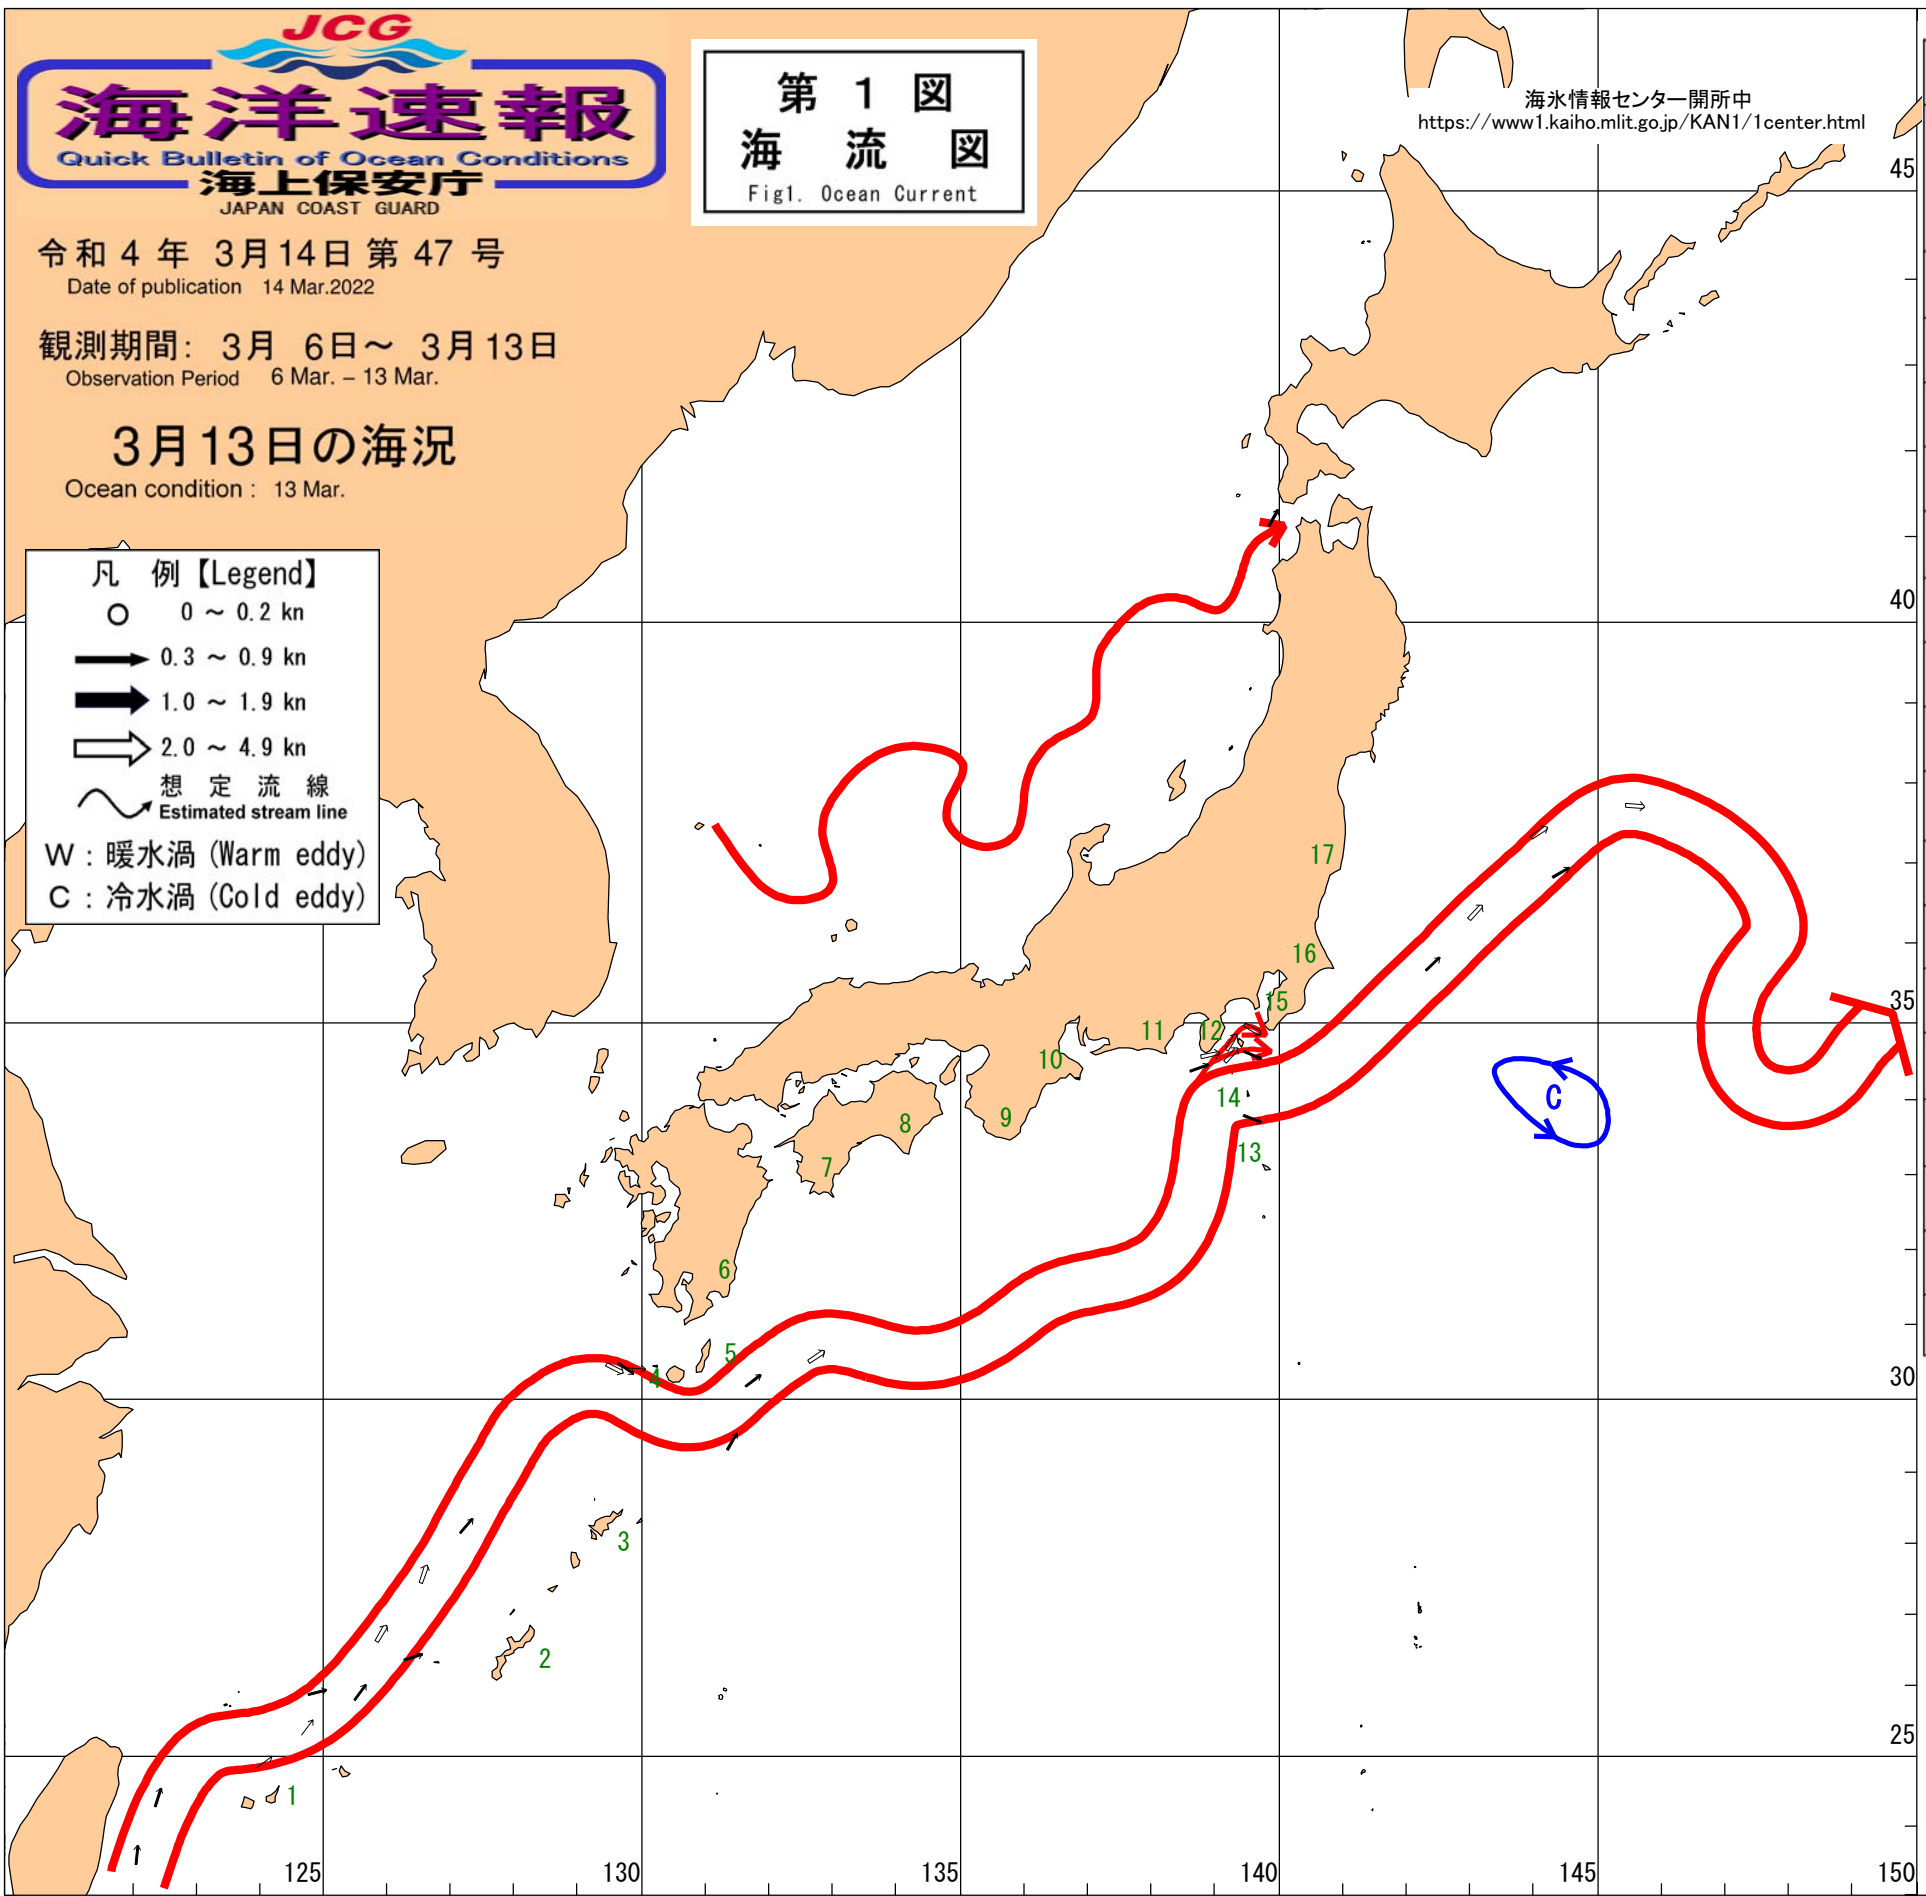 JCG
海洋速報
Quick Bulletin of Ocean Conditions
海上保安庁
JAPAN COAST GUARD
第 1 図
海 流 図
Fig1. Ocean Current
海氷情報センター開所中
https://www1.kaiho.mlit.go.jp/KAN1/1center.html
令和 4 年 3月14日 第 47 号
Date of publication 14 Mar.2022
観測期間: 3月 6日～ 3月13日
Observation Period 6 Mar. – 13 Mar.
3月13日の海況
Ocean condition : 13 Mar.
凡 例【Legend】
0 ～ 0.2 kn
0.3 ～ 0.9 kn
1.0 ～ 1.9 kn
2.0 ～ 4.9 kn
想 定 流 線
Estimated stream line
W : 暖水渦 (Warm eddy)
C : 冷水渦 (Cold eddy)
45
40
17
16
35
15
12
11
10
14
C
9
8
13
7
6
5
4
30
3
2
25
1
125
130
135
140
145
150